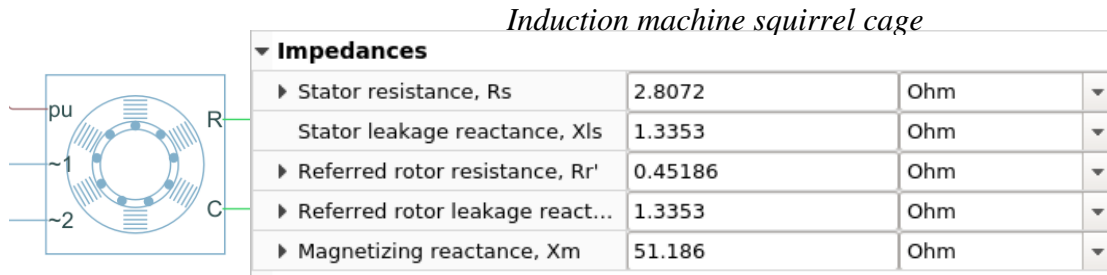 Induction machine squirrel cage
Impedances
pu
R
~1
C
~2
Stator resistance, Rs 2.8072 Ohm
Stator leakage reactance, Xls 1.3353 Ohm
Referred rotor resistance, Rr' 0.45186 Ohm
Referred rotor leakage react... 1.3353 Ohm
Magnetizing reactance, Xm 51.186 Ohm